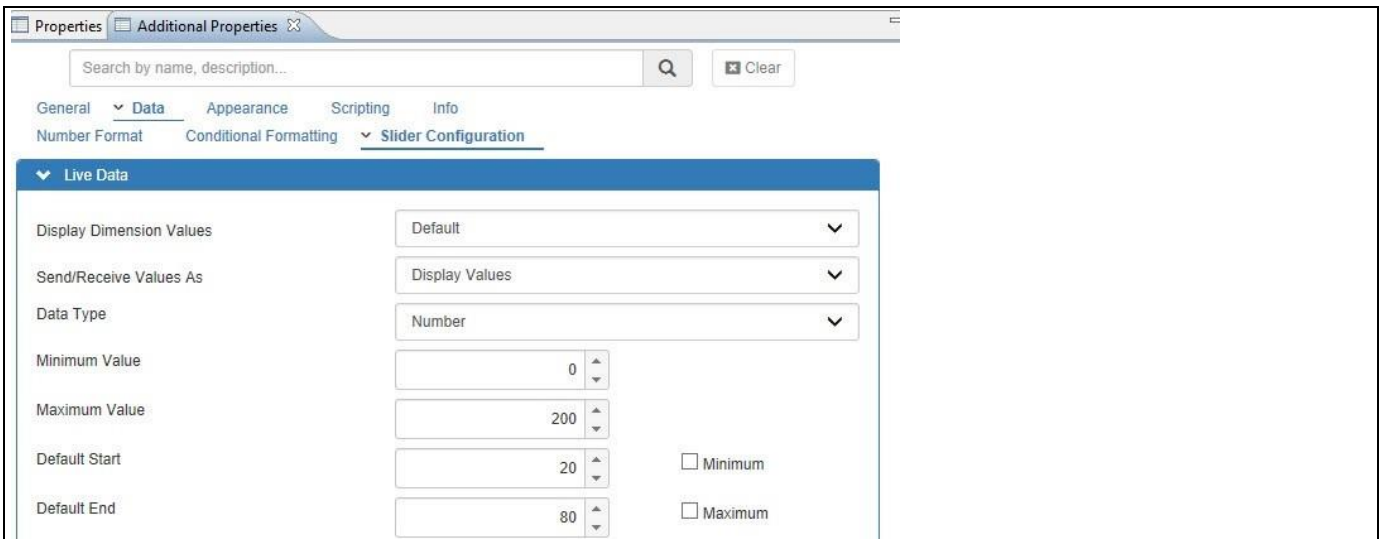 Properties Additional Properties
Search by name, description... Clear
General Data Appearance Scripting Info
Number Format Conditional Formatting Slider Configuration
Live Data
Display Dimension Values Default
Send/Receive Values As Display Values
Data Type Number
Minimum Value 0
Maximum Value 200
Default Start 20 Minimum
Default End 80 Maximum